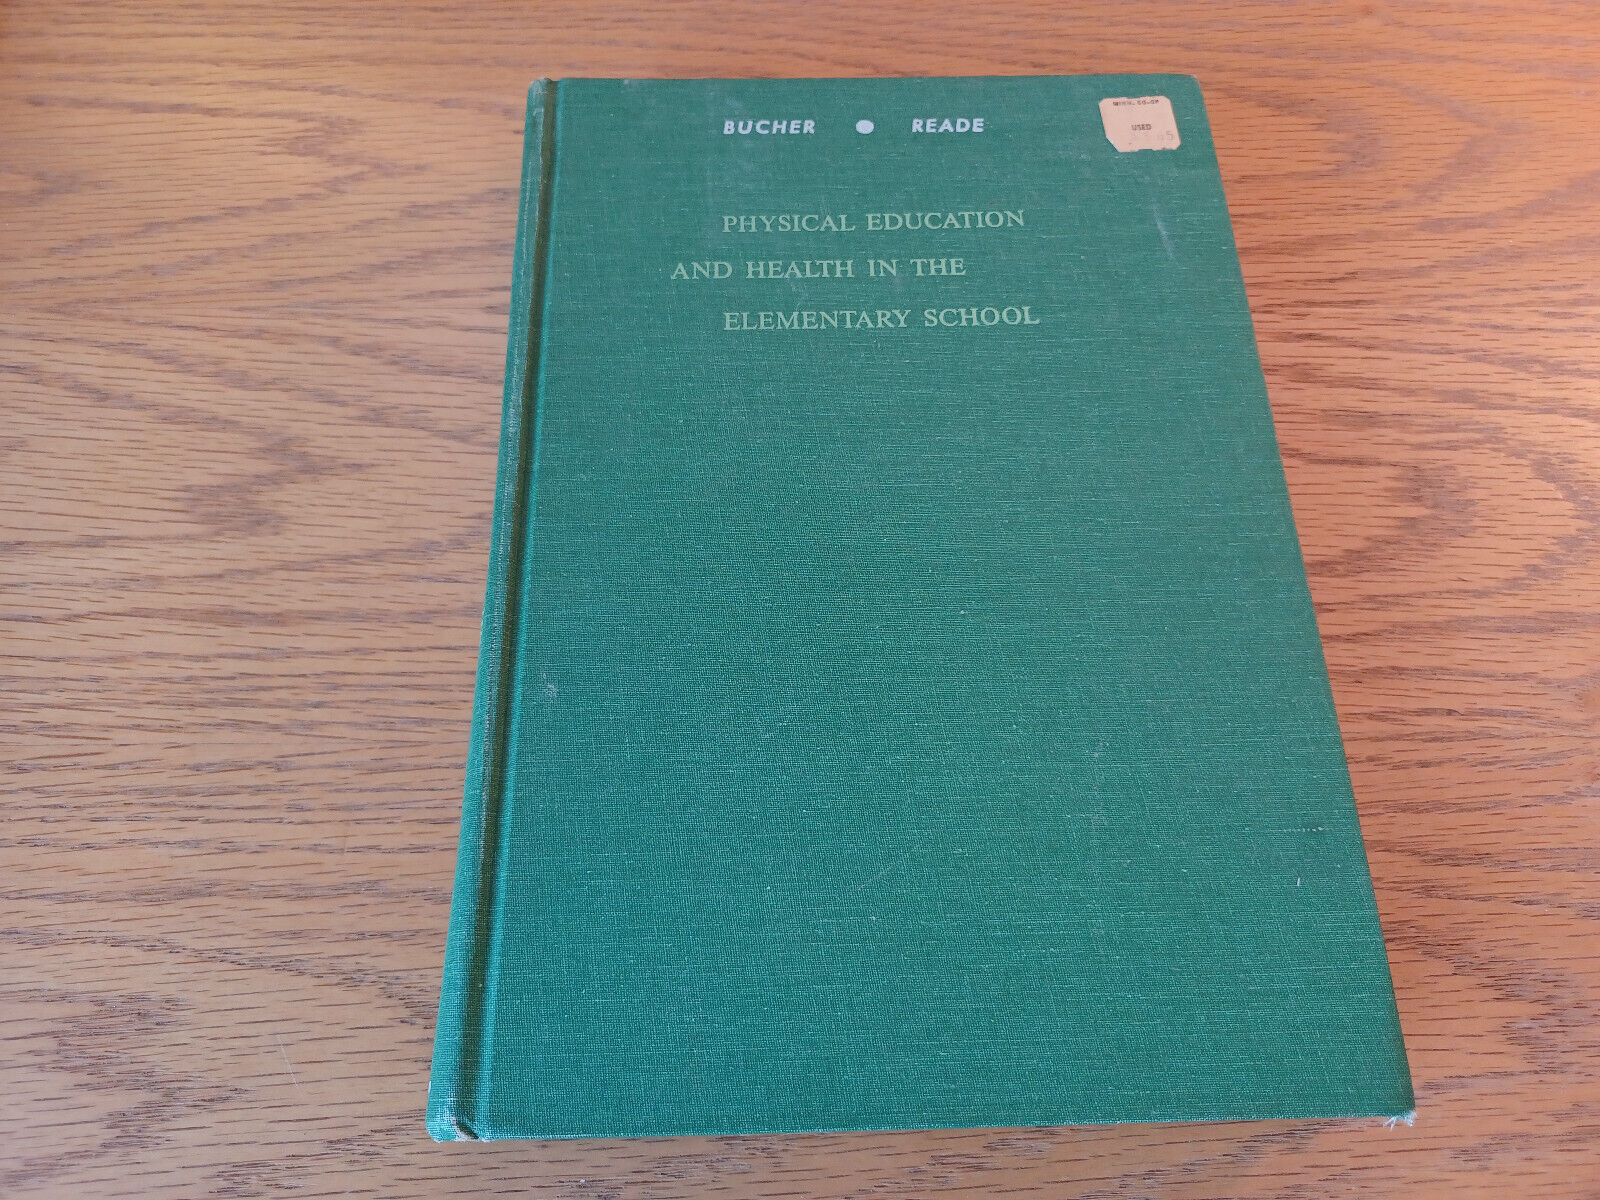 BUCHER ● READE
USED
PHYSICAL EDUCATION
AND HEALTH IN THE
ELEMENTARY SCHOOL